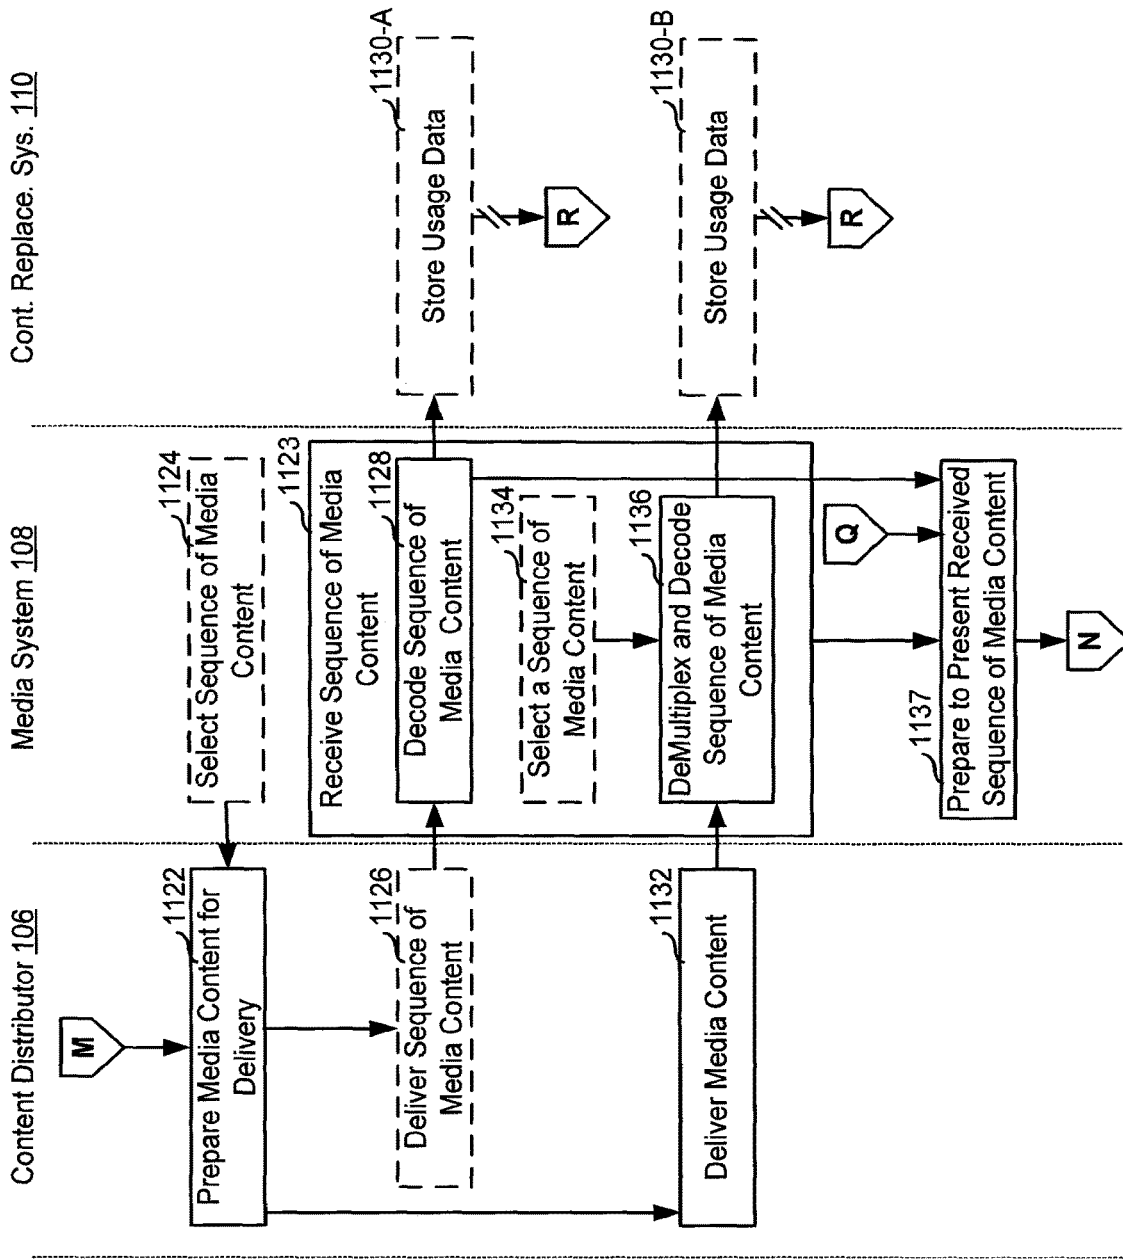 Content Distributor 106
Media System 108
Cont. Replace. Sys. 110
M
1122
Prepare Media Content for
Delivery
1124
Select Sequence of Media
Content
1123
Receive Sequence of Media
Content
1126
Deliver Sequence of
Media Content
1128
Decode Sequence of
Media Content
1130-A
Store Usage Data
R
1134
Select a Sequence of
Media Content
1132
Deliver Media Content
1136
DeMultiplex and Decode
Sequence of Media
Content
1130-B
Store Usage Data
R
Q
1137
Prepare to Present Received
Sequence of Media Content
N